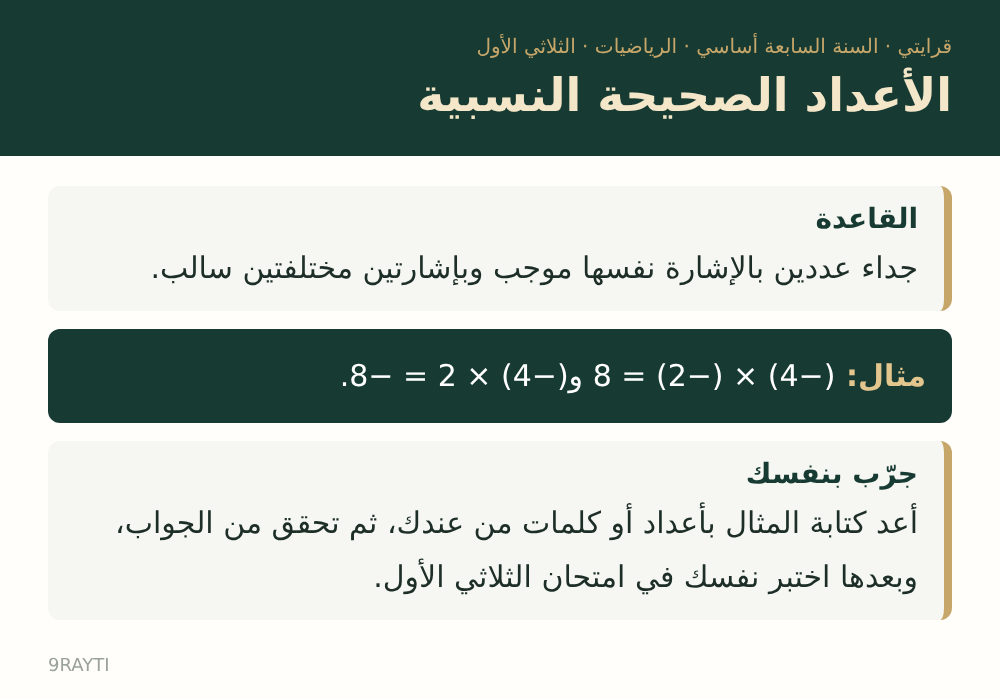 قرايتي · السنة السابعة أساسي · الرياضيات · الثلاثي الأول
الأعداد الصحيحة النسبية
القاعدة
جداء عددين بالإشارة نفسها موجب وبإشارتين مختلفتين سالب.
مثال: (−4) × (−2) = 8 و(−4) × 2 = −8.
جرّب بنفسك
أعد كتابة المثال بأعداد أو كلمات من عندك، ثم تحقق من الجواب،
وبعدها اختبر نفسك في امتحان الثلاثي الأول.
9RAYTI